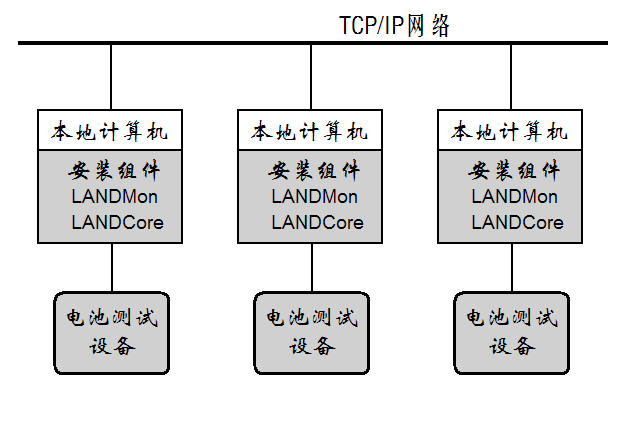 TCP/IP网络
本地计算机
安装组件
LANDMon
LANDCore
电池测试
设备
本地计算机
安装组件
LANDMon
LANDCore
电池测试
设备
本地计算机
安装组件
LANDMon
LANDCore
电池测试
设备